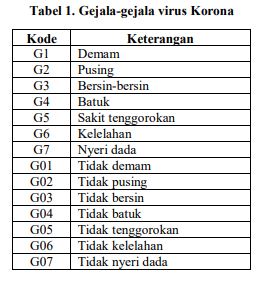 Tabel 1. Gejala-gejala virus Korona
Kode Keterangan
G1 Demam
G2 Pusing
G3 Bersin-bersin
G4 Batuk
G5 Sakit tenggorokan
G6 Kelelahan
G7 Nyeri dada
G01 Tidak demam
G02 Tidak pusing
G03 Tidak bersin
G04 Tidak batuk
G05 Tidak tenggorokan
G06 Tidak kelelahan
G07 Tidak nyeri dada